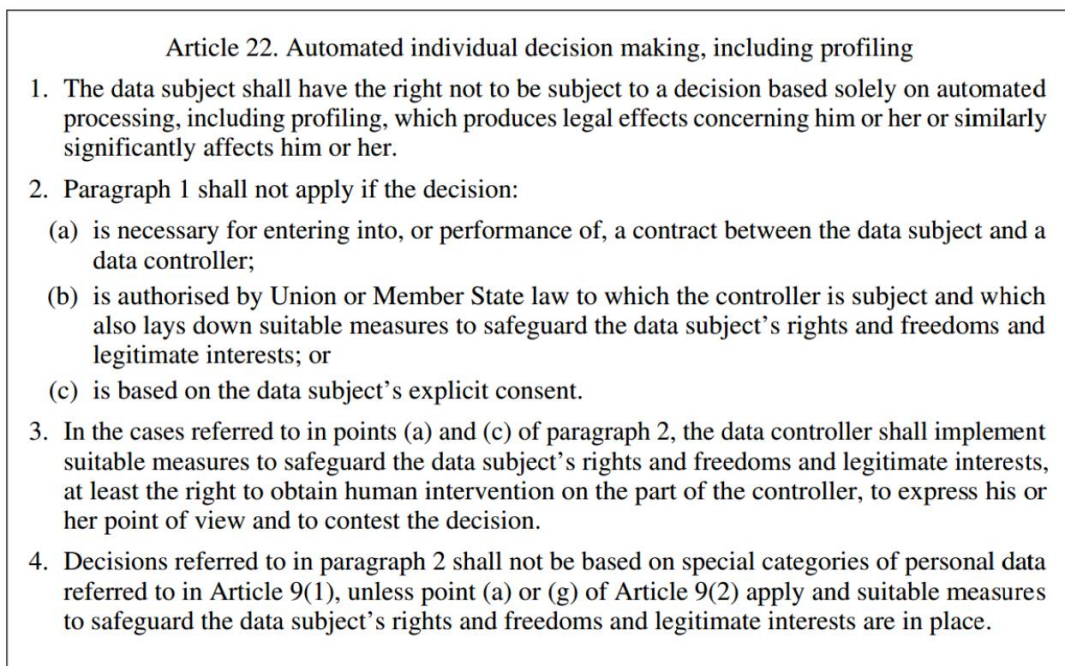 Article 22. Automated individual decision making, including profiling
1. The data subject shall have the right not to be subject to a decision based solely on automated
processing, including profiling, which produces legal effects concerning him or her or similarly
significantly affects him or her.
2. Paragraph 1 shall not apply if the decision:
(a) is necessary for entering into, or performance of, a contract between the data subject and a
data controller;
(b) is authorised by Union or Member State law to which the controller is subject and which
also lays down suitable measures to safeguard the data subject's rights and freedoms and
legitimate interests; or
(c) is based on the data subject's explicit consent.
3. In the cases referred to in points (a) and (c) of paragraph 2, the data controller shall implement
suitable measures to safeguard the data subject's rights and freedoms and legitimate interests,
at least the right to obtain human intervention on the part of the controller, to express his or
her point of view and to contest the decision.
4. Decisions referred to in paragraph 2 shall not be based on special categories of personal data
referred to in Article 9(1), unless point (a) or (g) of Article 9(2) apply and suitable measures
to safeguard the data subject's rights and freedoms and legitimate interests are in place.